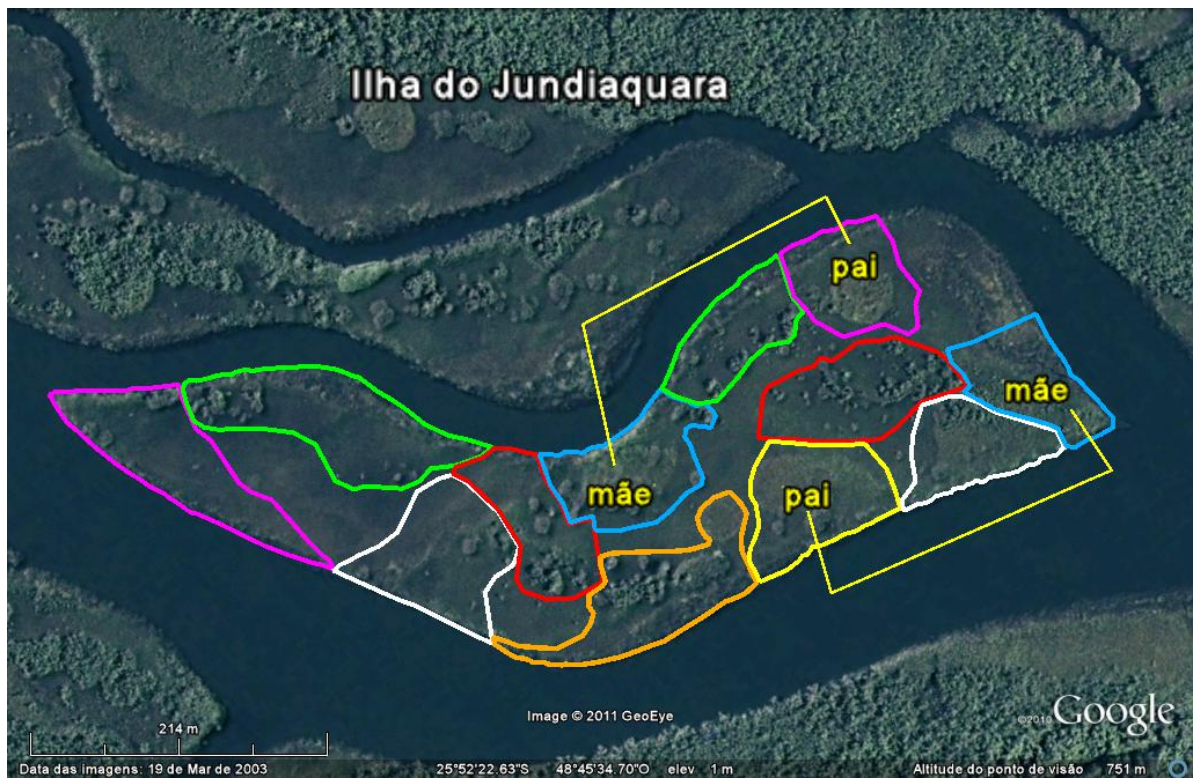 Ilha do Jundiaquara
pai
mãe
mãe
pai
Image © 2011 GeoEye
©2010 Google
214 m
Data das imagens: 19 de Mar de 2003 25°52'22.63"S 48°45'34.70"O elev 1 m Altitude do ponto de visão 751 m